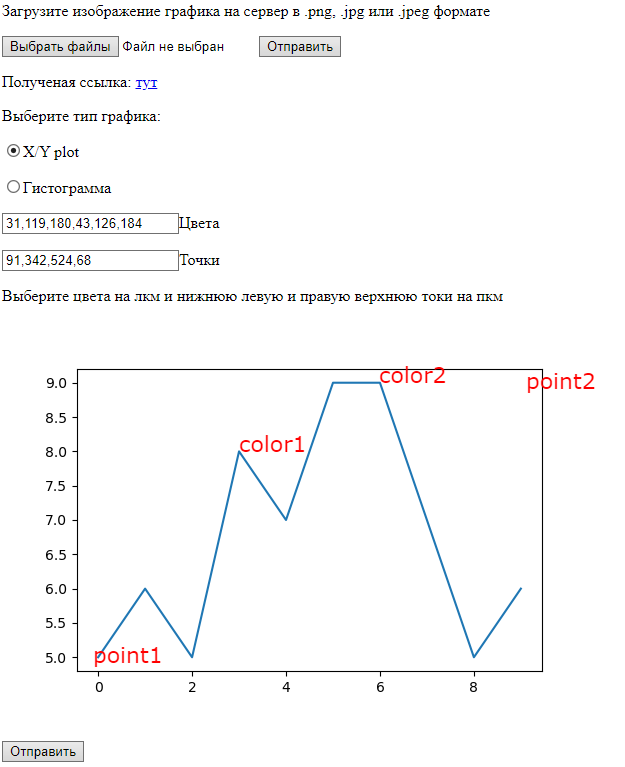 Загрузите изображение графика на сервер в .png, .jpg или .jpeg формате
Выбрать файлы Файл не выбран Отправить
Полученая ссылка: тут
Выберите тип графика:
X/Y plot
Гистограмма
31,119,180,43,126,184 Цвета
91,342,524,68 Точки
Выберите цвета на лкм и нижнюю левую и правую верхнюю токи на пкм
9.0 color2 point2
8.5
8.0 color1
7.5
7.0
6.5
6.0
5.5
5.0 point1
0 2 4 6 8
Отправить